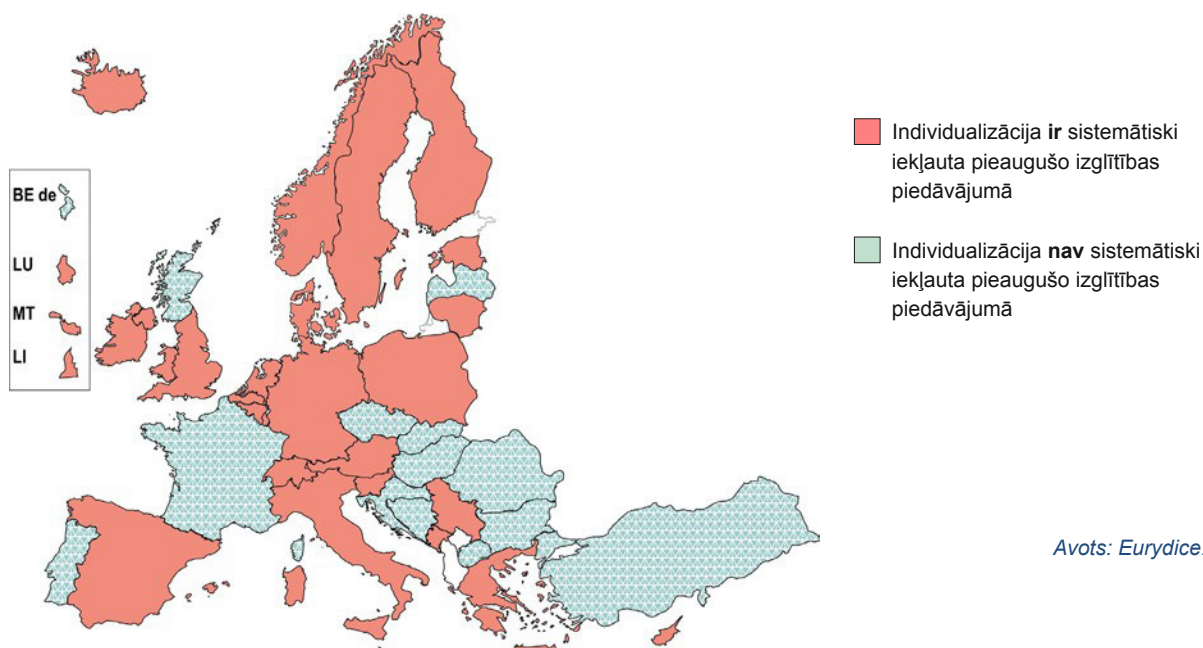 BE de
LU
MT
LI
Individualizācija ir sistemātiski
iekļauta pieaugušo izglītības
piedāvājumā
Individualizācija nav sistemātiski
iekļauta pieaugušo izglītības
piedāvājumā
Avots: Eurydice.